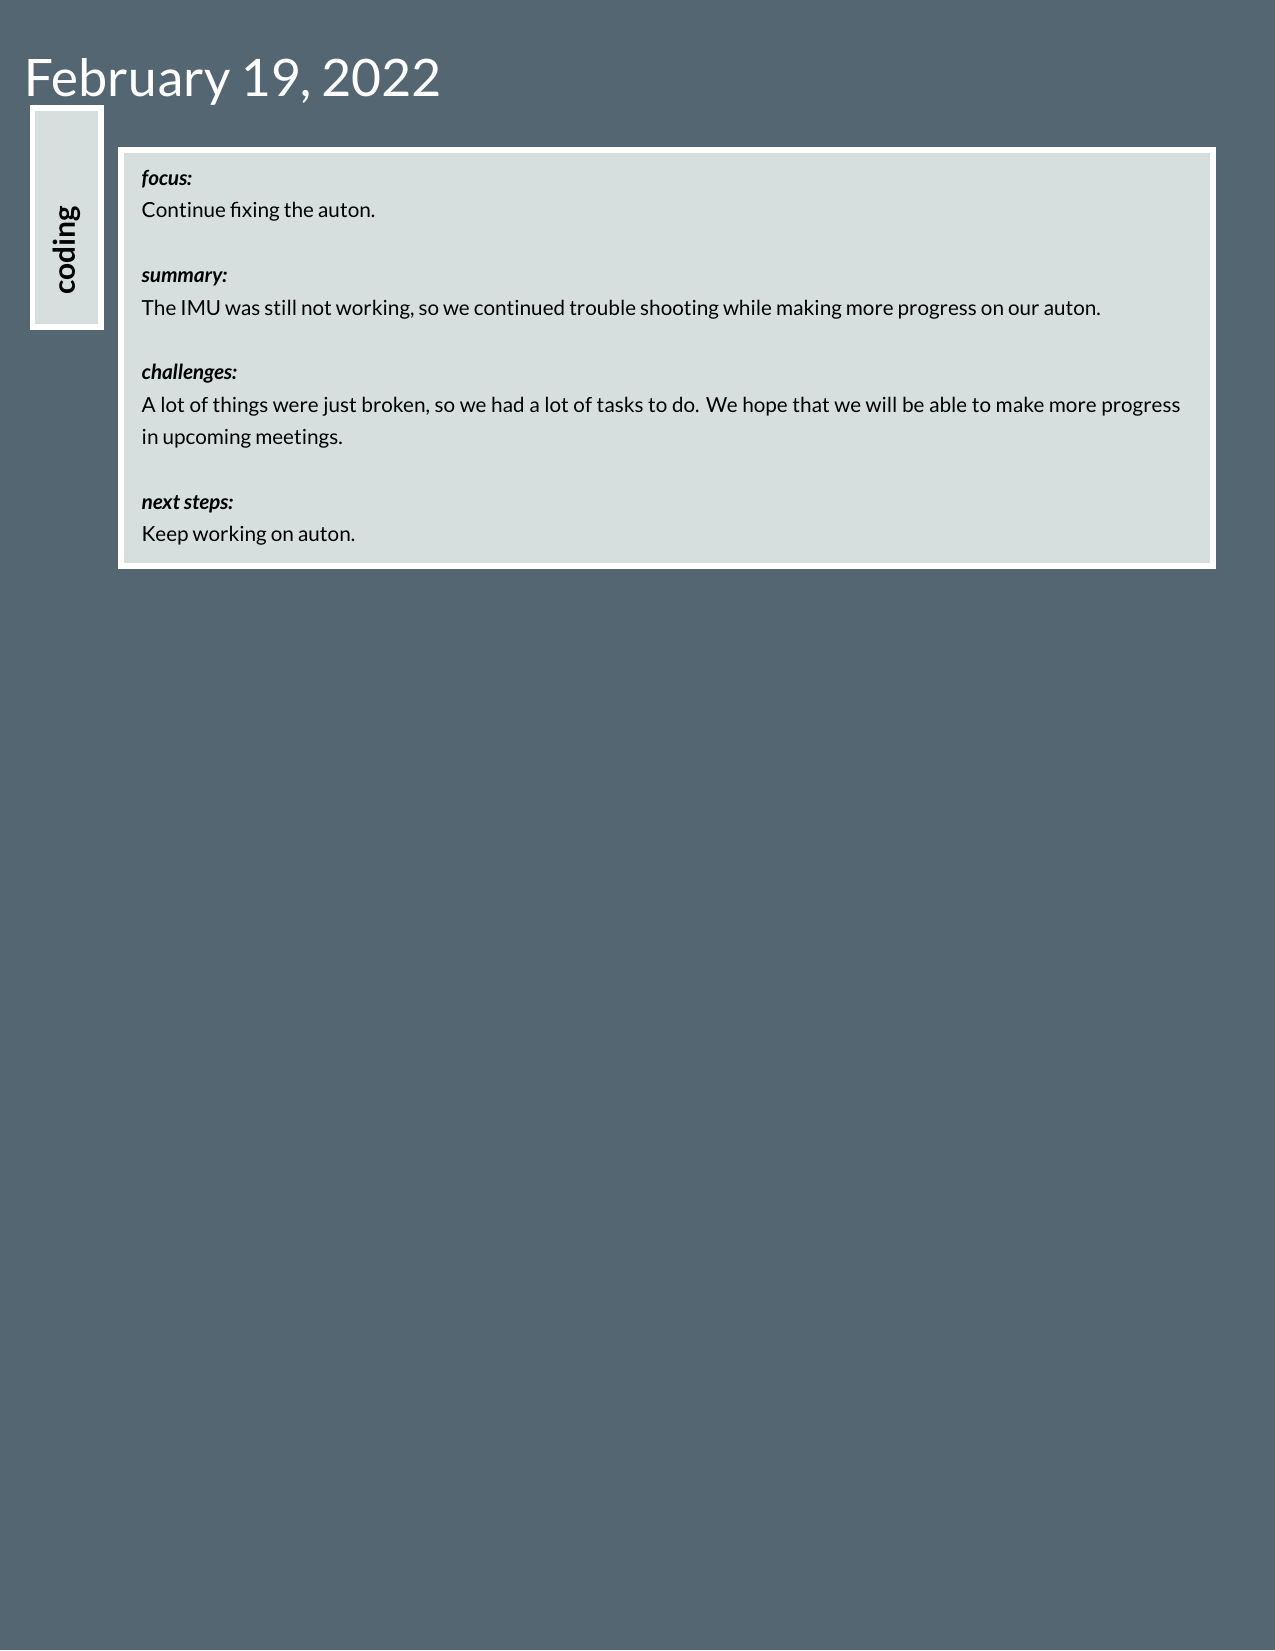 February 19, 2022
coding
focus:
Continue fixing the auton.
summary:
The IMU was still not working, so we continued trouble shooting while making more progress on our auton.
challenges:
A lot of things were just broken, so we had a lot of tasks to do. We hope that we will be able to make more progress
in upcoming meetings.
next steps:
Keep working on auton.